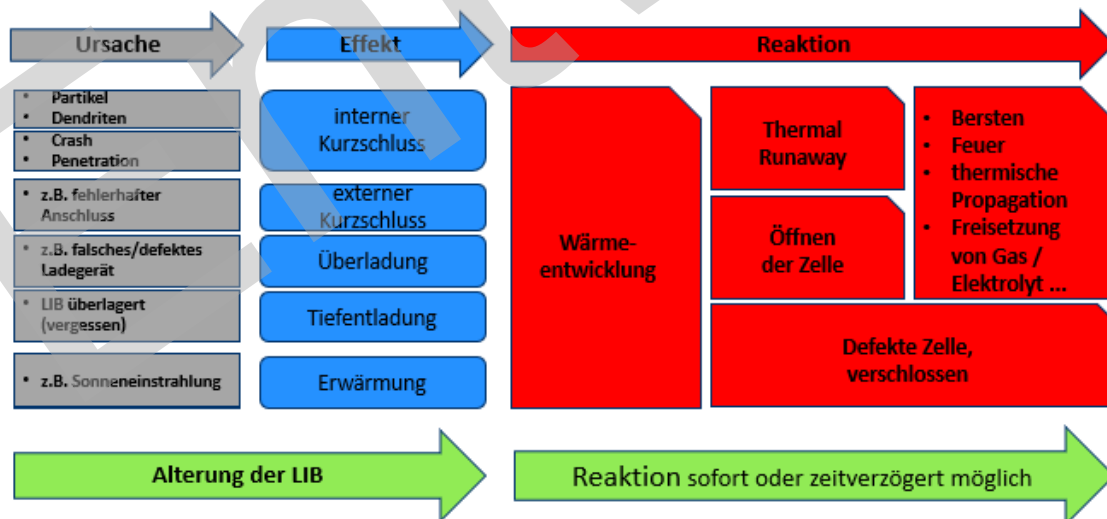 Ursache
Effekt
Reaktion
• Partikel
• Dendriten
• Crash
• Penetration
• z.B. fehlerhafter
Anschluss
• z.B. falsches/defektes
Ladegerät
• LIB überlagert
(vergessen)
• z.B. Sonneneinstrahlung
interner
Kurzschluss
externer
Kurzschluss
Überladung
Tiefentladung
Erwärmung
Wärme-
entwicklung
Thermal
Runaway
Öffnen
der Zelle
• Bersten
• Feuer
• thermische
Propagation
• Freisetzung
von Gas /
Elektrolyt ...
Defekte Zelle,
verschlossen
Alterung der LIB
Reaktion sofort oder zeitverzögert möglich